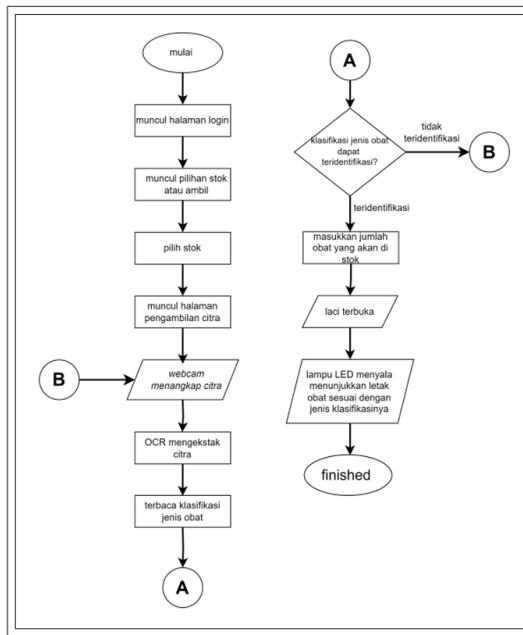 mulai
muncul halaman login
muncul pilihan stok
atau ambil
pilih stok
muncul halaman
pengambilan citra
B
webcam
menangkap citra
OCR mengekstak
citra
terbaca klasifikasi
jenis obat
A
A
klasifikasi jenis obat
dapat
teridentifikasi?
tidak
teridentifikasi
B
teridentifikasi
masukkan jumlah
obat yang akan di
stok
laci terbuka
lampu LED menyala
menunjukkan letak
obat sesuai dengan
jenis klasifikasinya
finished